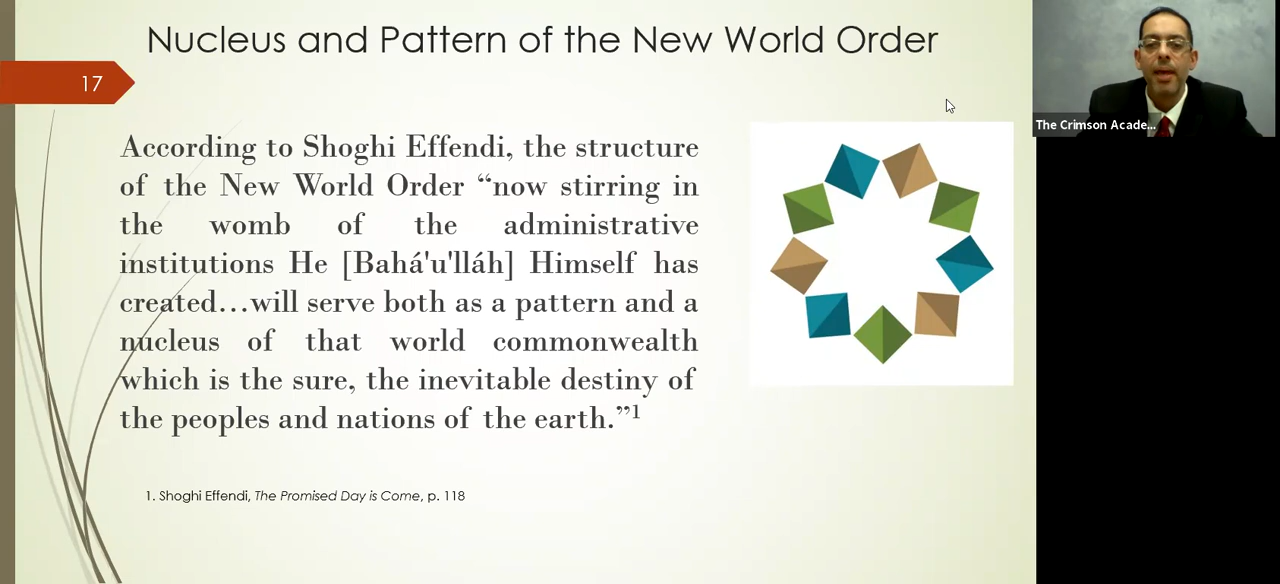 Nucleus and Pattern of the New World Order
17
According to Shoghi Effendi, the structure
of the New World Order “now stirring in
the womb of the administrative
institutions He [Bahá'u'lláh] Himself has
created…will serve both as a pattern and a
nucleus of that world commonwealth
which is the sure, the inevitable destiny of
the peoples and nations of the earth.”1
1. Shoghi Effendi, The Promised Day is Come, p. 118
The Crimson Acade...